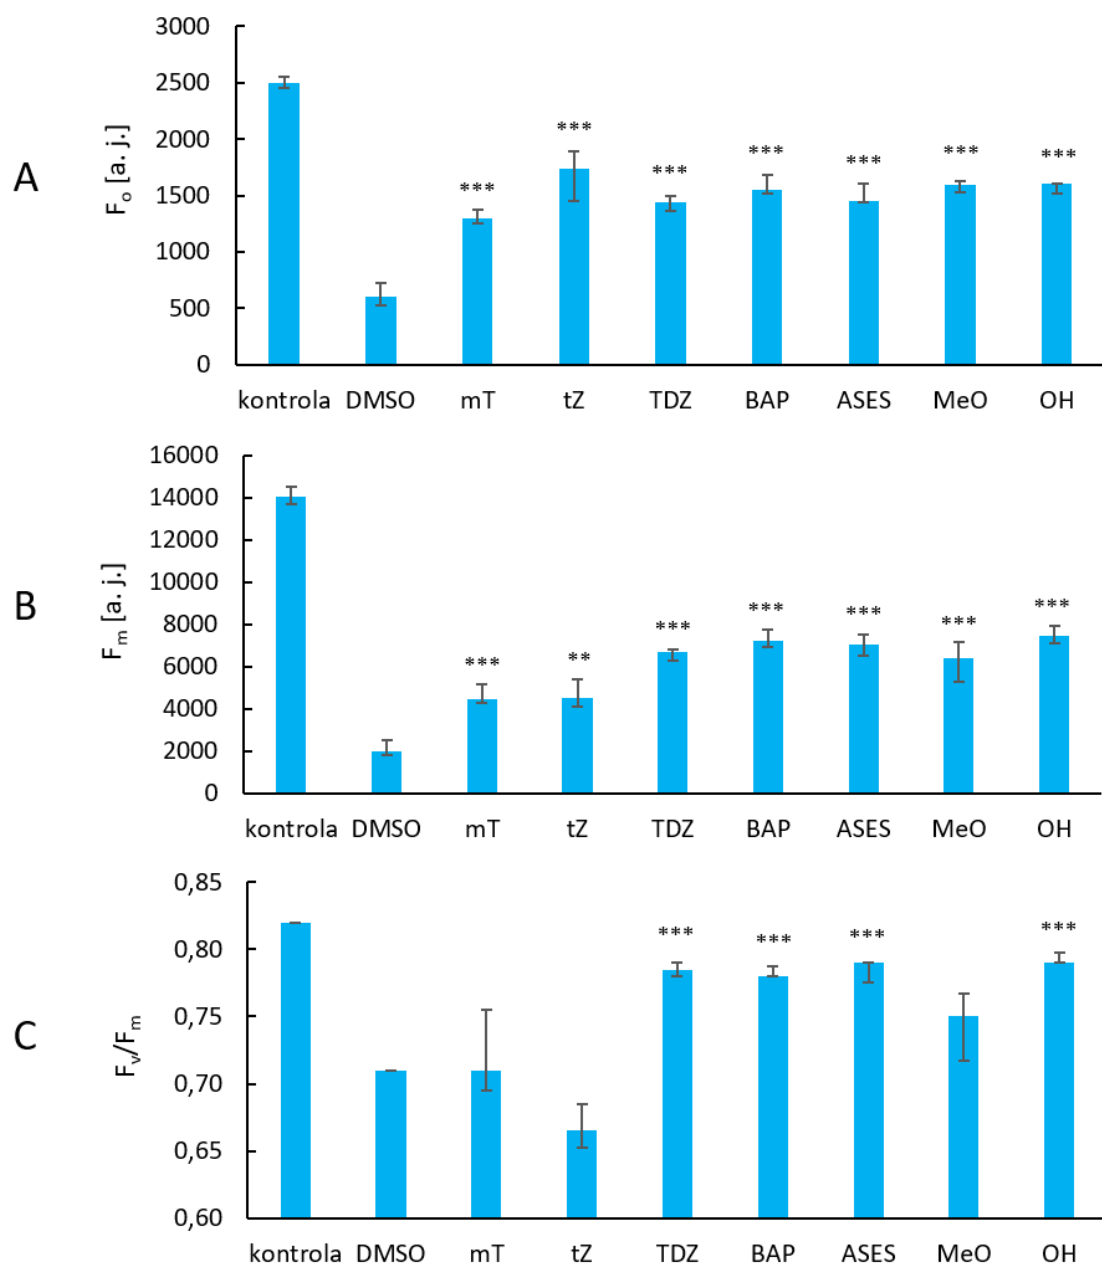 A
F₀ [a. j.]
3000
2500
2000
1500
1000
500
0
*** *** *** *** *** *** ***
kontrola DMSO mT tZ TDZ BAP ASES MeO OH
B
Fₘ [a. j.]
16000
14000
12000
10000
8000
6000
4000
2000
0
*** ** *** *** *** *** ***
kontrola DMSO mT tZ TDZ BAP ASES MeO OH
C
Fᵥ/Fₘ
0,85
0,80
0,75
0,70
0,65
0,60
*** *** *** ***
kontrola DMSO mT tZ TDZ BAP ASES MeO OH